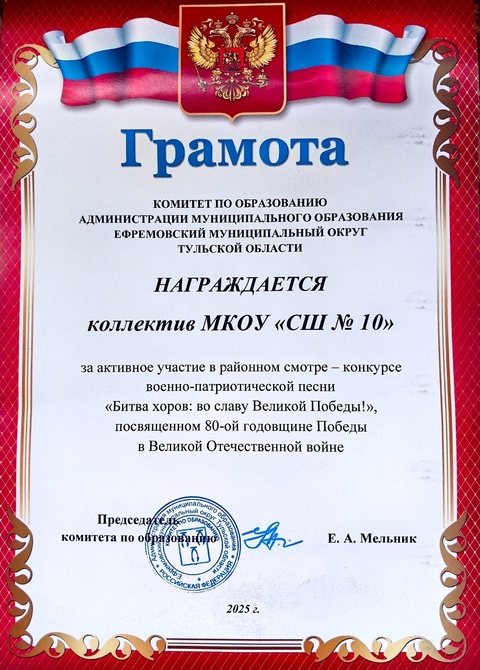 Грамота
КОМИТЕТ ПО ОБРАЗОВАНИЮ
АДМИНИСТРАЦИИ МУНИЦИПАЛЬНОГО ОБРАЗОВАНИЯ
ЕФРЕМОВСКИЙ МУНИЦИПАЛЬНЫЙ ОКРУГ
ТУЛЬСКОЙ ОБЛАСТИ
НАГРАЖДАЕТСЯ
коллектив МКОУ «СШ № 10»
за активное участие в районном смотре – конкурсе
военно-патриотической песни
«Битва хоров: во славу Великой Победы!»,
посвященном 80-ой годовщине Победы
в Великой Отечественной войне
Председатель
комитета по образованию
Е. А. Мельник
РОССИЙСКАЯ ФЕДЕРАЦИЯ
2025 г.